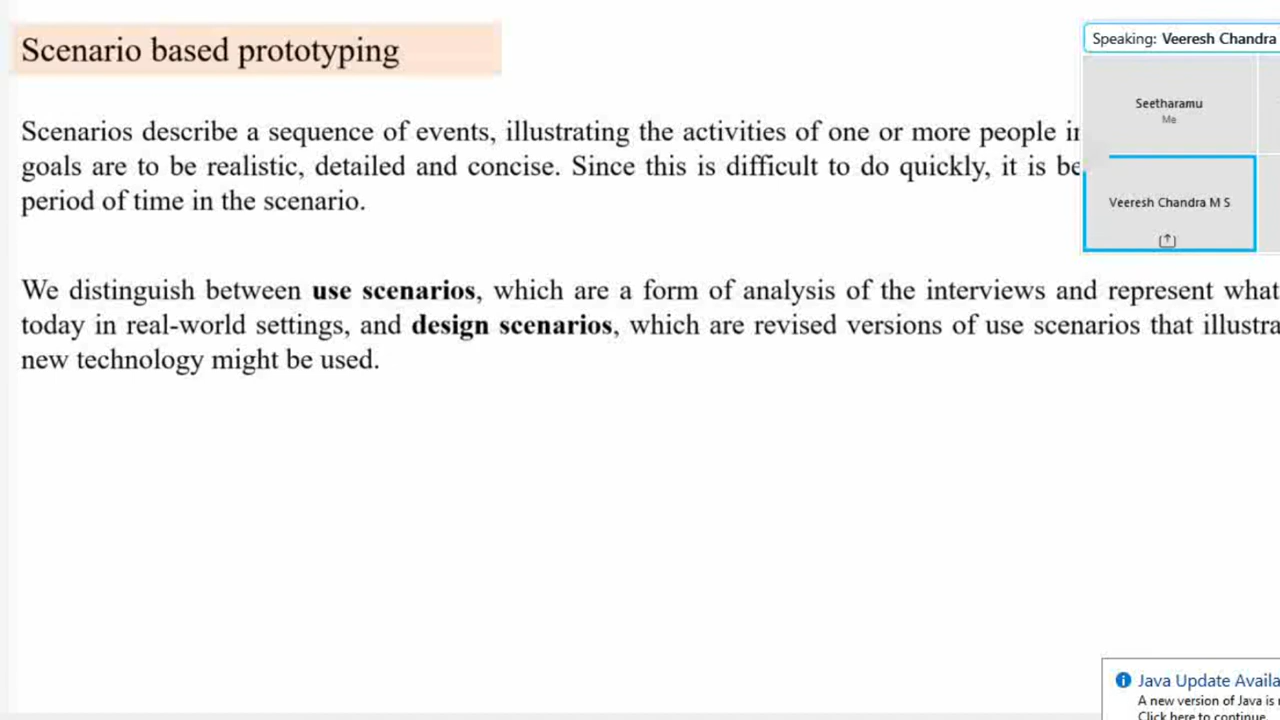 Scenario based prototyping
Speaking: Veeresh Chandra
Seetharamu
Me
Veeresh Chandra M S
Scenarios describe a sequence of events, illustrating the activities of one or more people
goals are to be realistic, detailed and concise. Since this is difficult to do quickly, it is
period of time in the scenario.
We distinguish between use scenarios, which are a form of analysis of the interviews and represent what
today in real-world settings, and design scenarios, which are revised versions of use scenarios that
new technology might be used.
Java Update
A new version of Java is
Click here to continue